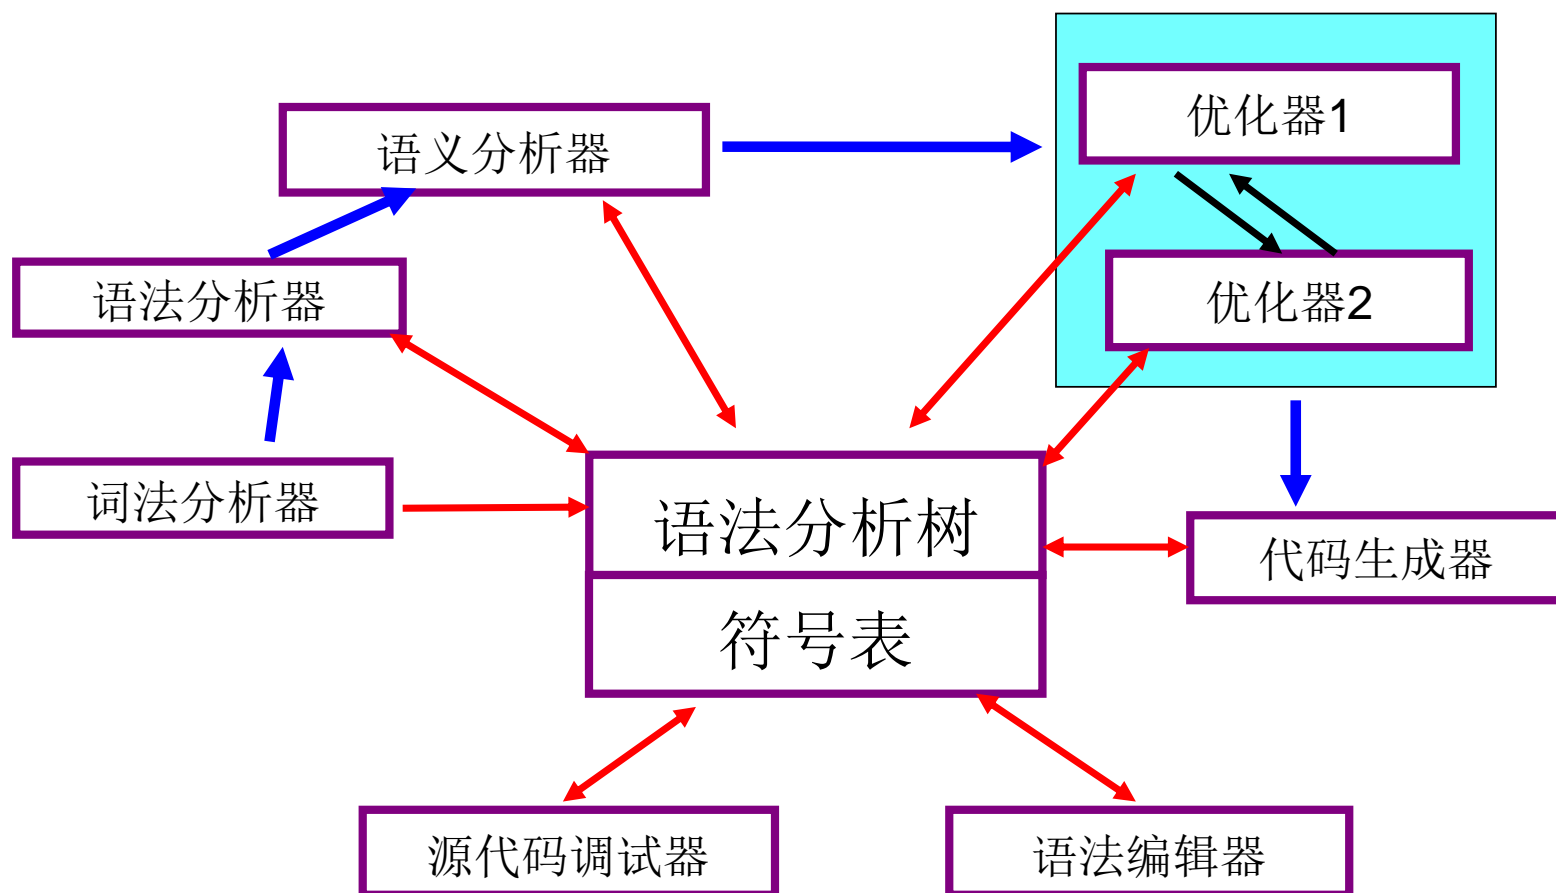 优化器1
语义分析器
语法分析器
优化器2
词法分析器
语法分析树
代码生成器
符号表
源代码调试器
语法编辑器